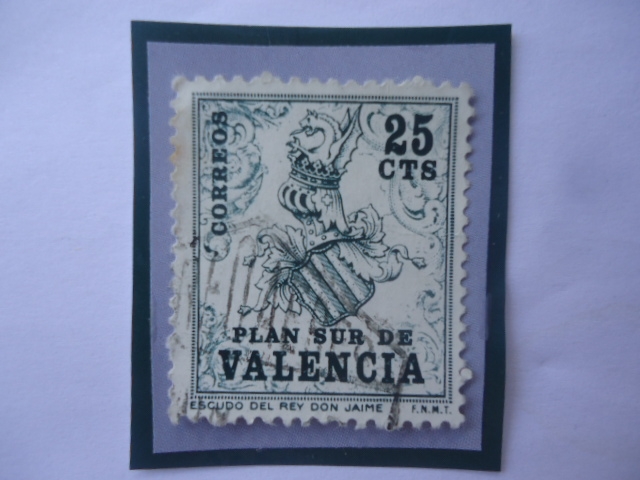 CORREOS
25
CTS
PLAN SUR DE
VALENCIA
ESCUDO DEL REY DON JAIME F.N.M.T.